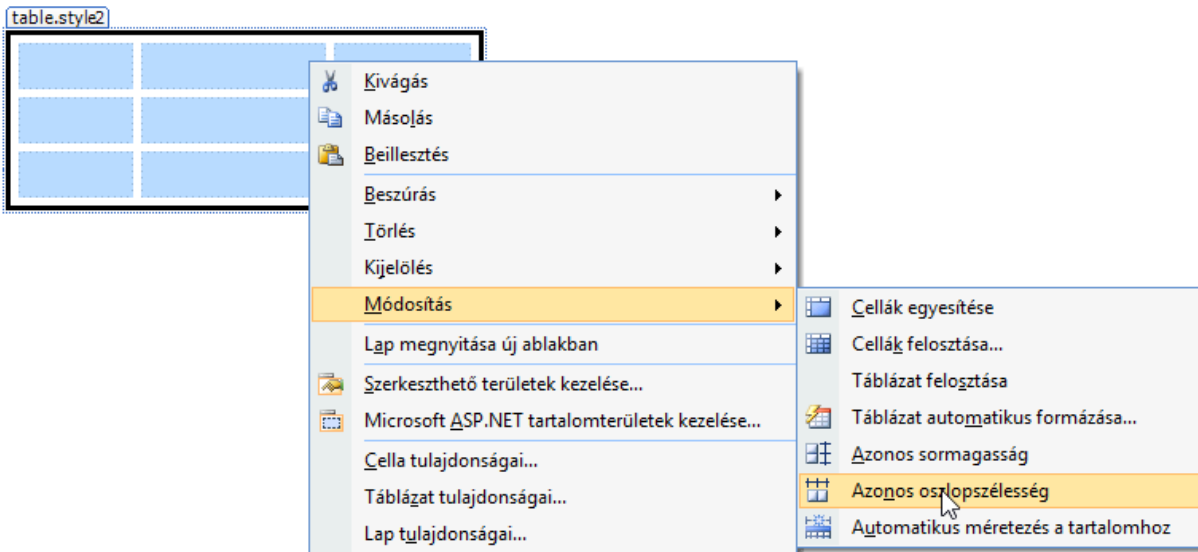 table.style2
Kivágás
Másolás
Beillesztés
Beszúrás
Törlés
Kijelölés
Módosítás
Lap megnyitása új ablakban
Szerkeszthető területek kezelése...
Microsoft ASP.NET tartalomterületek kezelése...
Cella tulajdonságai...
Táblázat tulajdonságai...
Lap tulajdonságai...
Cellák egyesítése
Cellák felosztása...
Táblázat felosztása
Táblázat automatikus formázása...
Azonos sormagasság
Azonos oszlopszélesség
Automatikus méretezés a tartalomhoz